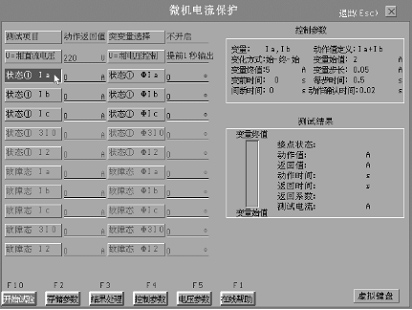 微机电流保护
退出(Esc)
测试项目 动作返回值 变量选择 不开启
U=相直流电压 220 U=相电压控制 提前1秒输出
状态① Ia 0 A 状态① ΦIa 0 °
状态① Ib 0 A 状态① ΦIb 0 °
状态① Ic 0 A 状态① ΦIc 0 °
状态① 3I0 0 A 状态① Φ3I0 0 °
状态① I2 0 A 状态① ΦI2 0 °
故障态 Ia 0 A 故障态 ΦIa 0 °
故障态 Ib 0 A 故障态 ΦIb 0 °
故障态 Ic 0 A 故障态 ΦIc 0 °
故障态 3I0 0 A 故障态 Φ3I0 0 °
故障态 I2 0 A 故障态 ΦI2 0 °
控制参数
变量: Ia,Ib 动作值定义:Ia+Ib
变化方式:始-终-始 变量始值: 2 A
变量终值:5 A 变量步长: 0.05 A
变前时间: 0 s 每步时间: 0.5 s
间断时间:0 s 动作确认时间:0.02 s
测试结果
变量终值
接点状态:
动作值: A
返回值: A
动作时间: s
返回时间: s
返回系数:
测试电流: A
变量始值
F10 F2 F3 F4 F5 F1
开始试验 存储参数 结果处理 控制参数 电压参数 在线帮助
虚拟键盘